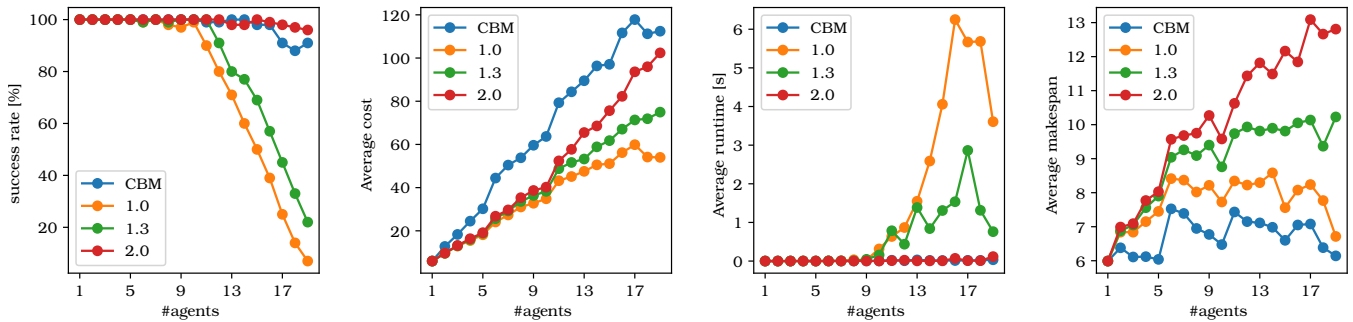 success rate [%]
100
80
60
40
20
CBM
1.0
1.3
2.0
1 5 9 13 17
#agents
Average cost
120
100
80
60
40
20
CBM
1.0
1.3
2.0
1 5 9 13 17
#agents
Average runtime [s]
6
5
4
3
2
1
0
CBM
1.0
1.3
2.0
1 5 9 13 17
#agents
Average makespan
13
12
11
10
9
8
7
6
CBM
1.0
1.3
2.0
1 5 9 13 17
#agents